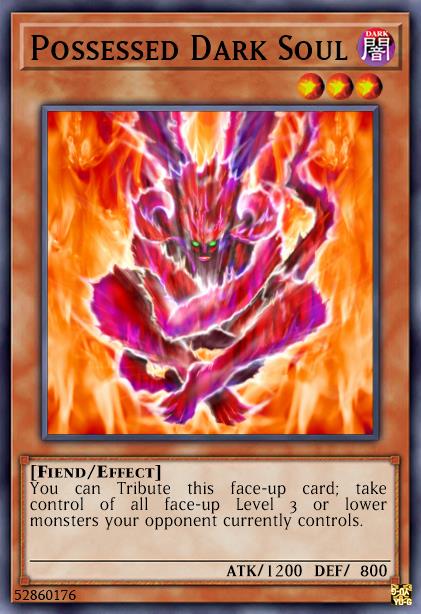 Possessed Dark Soul
DARK
闇
[Fiend/Effect]
You can Tribute this face-up card; take
control of all face-up Level 3 or lower
monsters your opponent currently controls.
ATK/1200 DEF/ 800
52860176